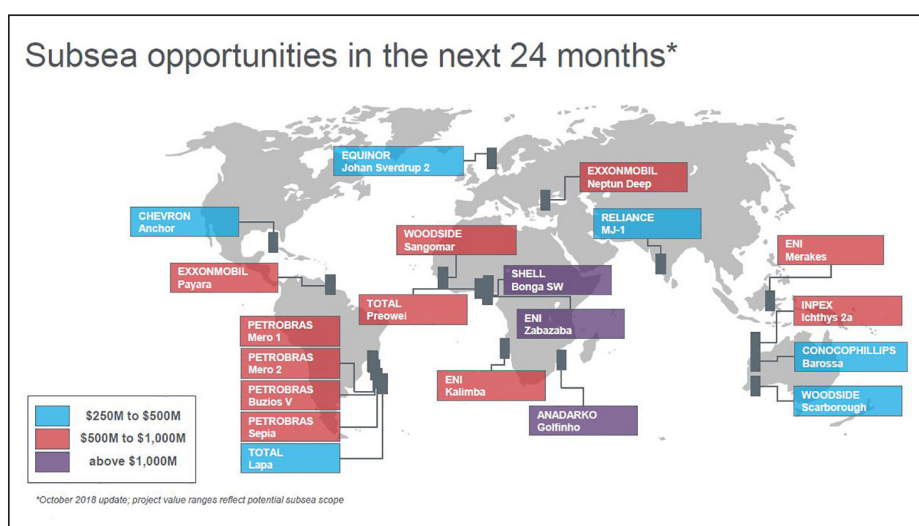 Subsea opportunities in the next 24 months*
EQUINOR
Johan Sverdrup 2
EXXONMOBIL
Neptun Deep
CHEVRON
Anchor
RELIANCE
MJ-1
WOODSIDE
Sangomar
ENI
Merakes
EXXONMOBIL
Payara
SHELL
Bonga SW
TOTAL
Preowei
INPEX
Ichthys 2a
ENI
Zabazaba
PETROBRAS
Mero 1
PETROBRAS
Mero 2
CONOCOPHILLIPS
Barossa
ENI
Kalimba
PETROBRAS
Buzios V
WOODSIDE
Scarborough
ANADARKO
Golfinho
PETROBRAS
Sepia
TOTAL
Lapa
$250M to $500M
$500M to $1,000M
above $1,000M
*October 2018 update; project value ranges reflect potential subsea scope